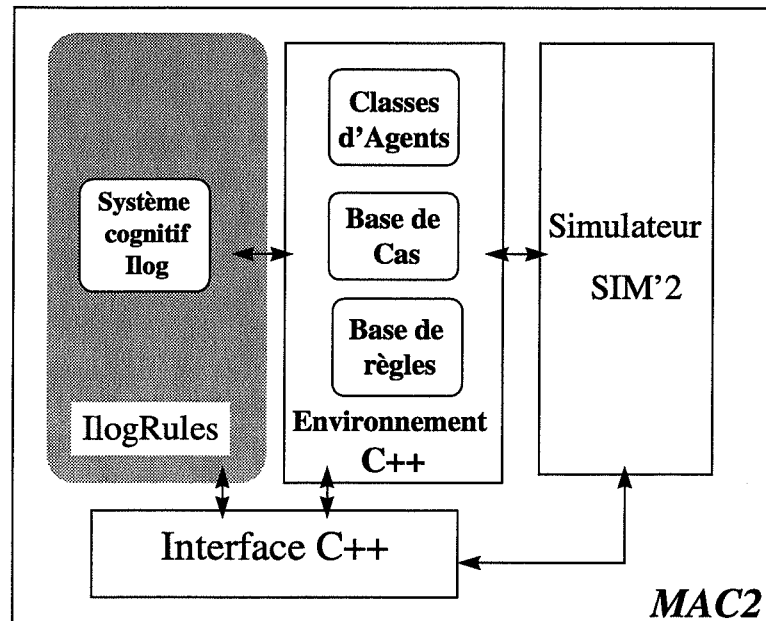 Système
cognitif
Ilog
IlogRules
Classes
d'Agents
Base de
Cas
Base de
règles
Environnement
C++
Simulateur
SIM'2
Interface C++
MAC2